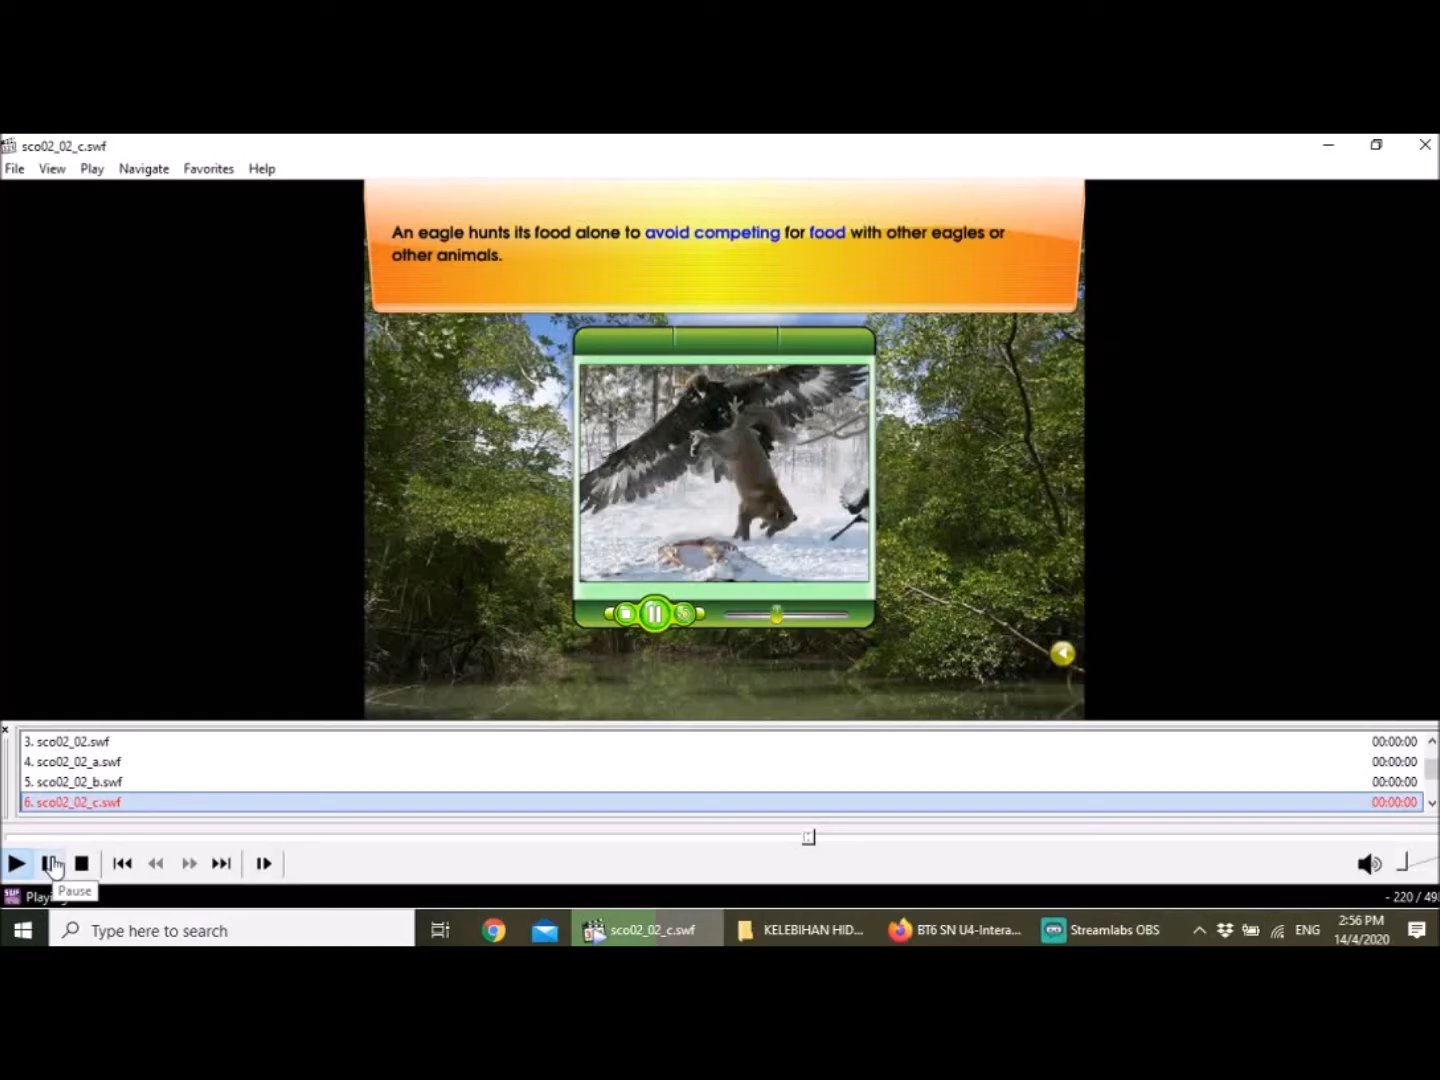 sco02_02_c.swf
File View Play Navigate Favorites Help
An eagle hunts its food alone to avoid competing for food with other eagles or
other animals.
3. sco02_02.swf 00:00:00
4. sco02_02_a.swf 00:00:00
5. sco02_02_b.swf 00:00:00
6. sco02_02_c.swf 00:00:00
Pause
- 220 /
Type here to search
sco02_02_c.swf
KELEBIHAN HID...
BT6 SN U4-Intera...
Streamlabs OBS
ENG
2:56 PM
14/4/2020